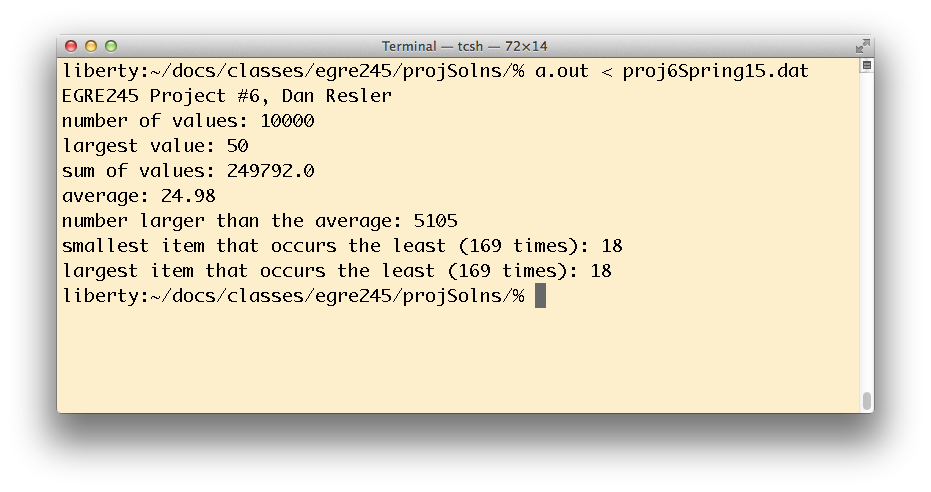 Terminal — tcsh — 72×14
liberty:~/docs/classes/egre245/projSolns/% a.out < proj6Spring15.dat
EGRE245 Project #6, Dan Resler
number of values: 10000
largest value: 50
sum of values: 249792.0
average: 24.98
number larger than the average: 5105
smallest item that occurs the least (169 times): 18
largest item that occurs the least (169 times): 18
liberty:~/docs/classes/egre245/projSolns/%